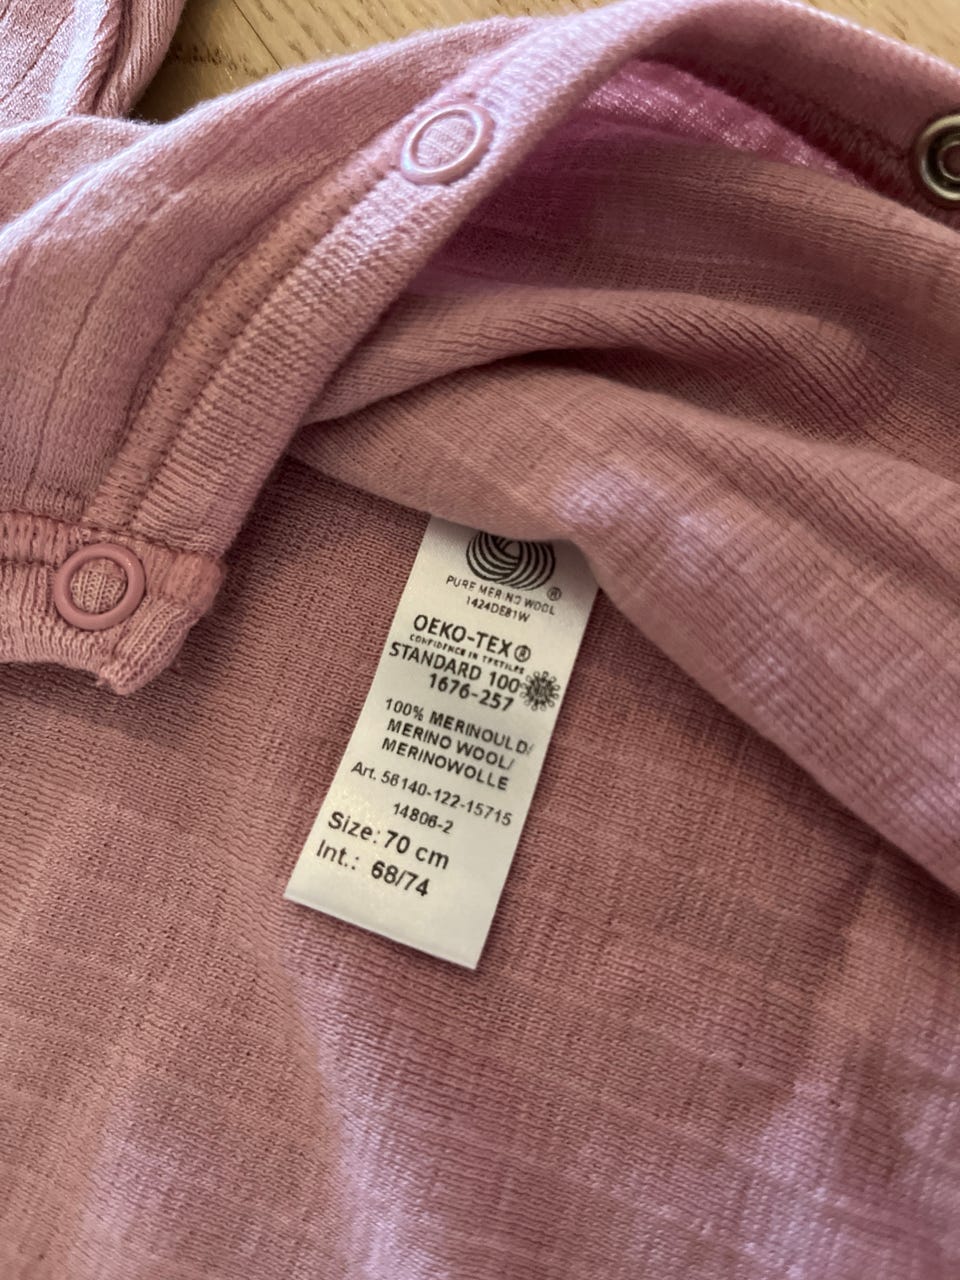 PURE MERINO WOOL ®
1424DE81W
OEKO-TEX®
CONFIDENCE IN TEXTILES
STANDARD 100
1676-257
100% MERINOULD/
MERINO WOOL/
MERINOWOLLE
Art. 56140-122-15715
14806-2
Size: 70 cm
Int.: 68/74